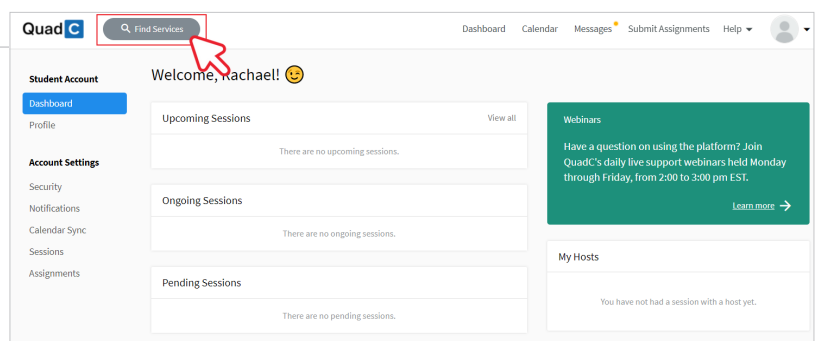 Quad C
Find Services
Dashboard Calendar Messages Submit Assignments Help
Student Account
Dashboard
Profile
Account Settings
Security
Notifications
Calendar Sync
Sessions
Assignments
Welcome, Rachael! 😉
Upcoming Sessions View all
There are no upcoming sessions.
Ongoing Sessions
There are no ongoing sessions.
Pending Sessions
There are no pending sessions.
Webinars
Have a question on using the platform? Join
QuadC's daily live support webinars held Monday
through Friday, from 2:00 to 3:00 pm EST.
Learn more →
My Hosts
You have not had a session with a host yet.